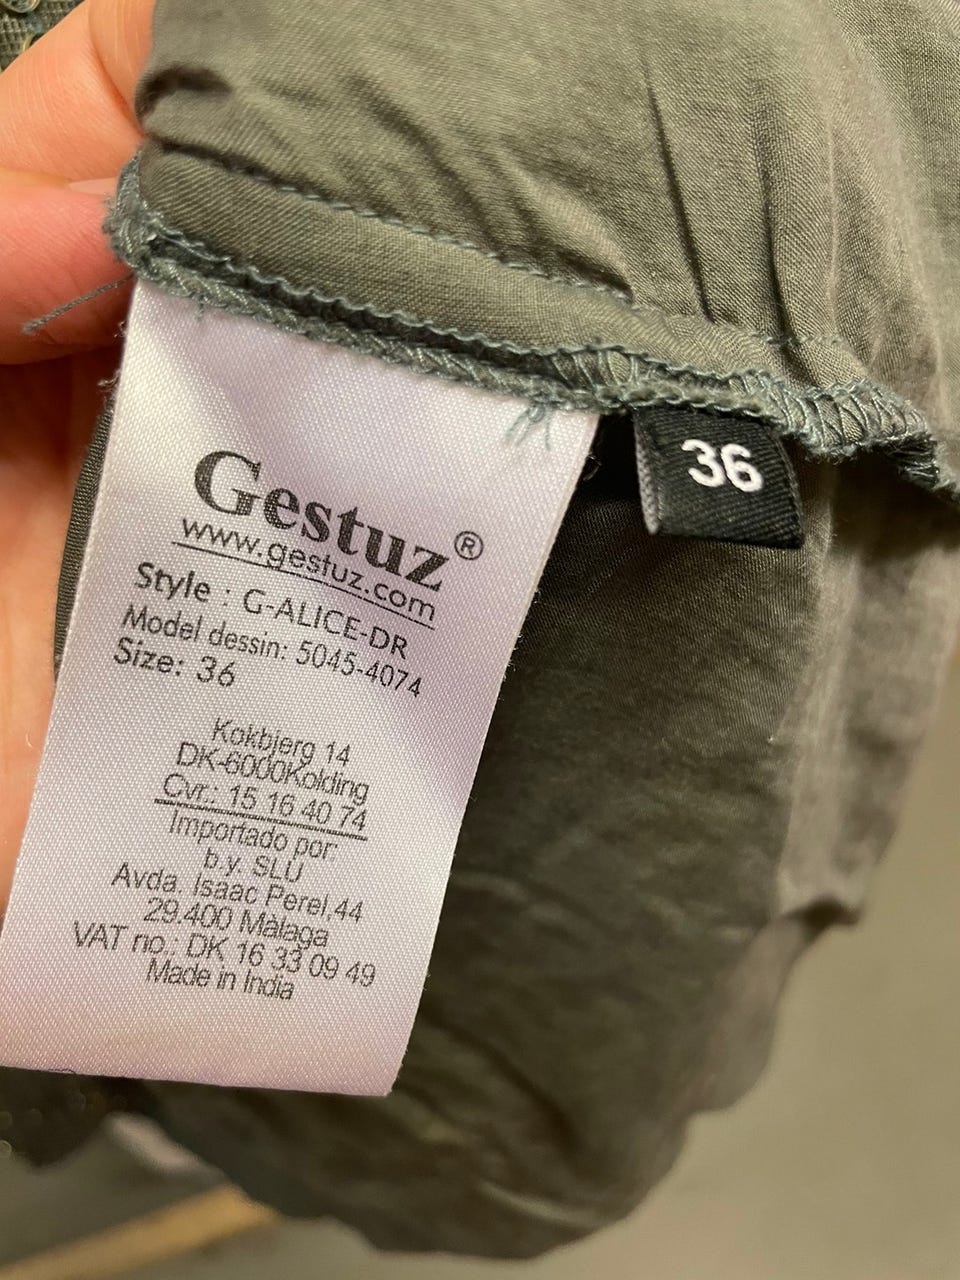 36
Gestuz®
www.gestuz.com
Style : G-ALICE-DR
Model dessin: 5045-4074
Size: 36
Kokbjerg 14
DK-6000Kolding
Cvr.: 15 16 40 74
Importado por:
b.y. SLU
Avda. Isaac Perel,44
29.400 Màlaga
VAT no.: DK 16 33 09 49
Made in India